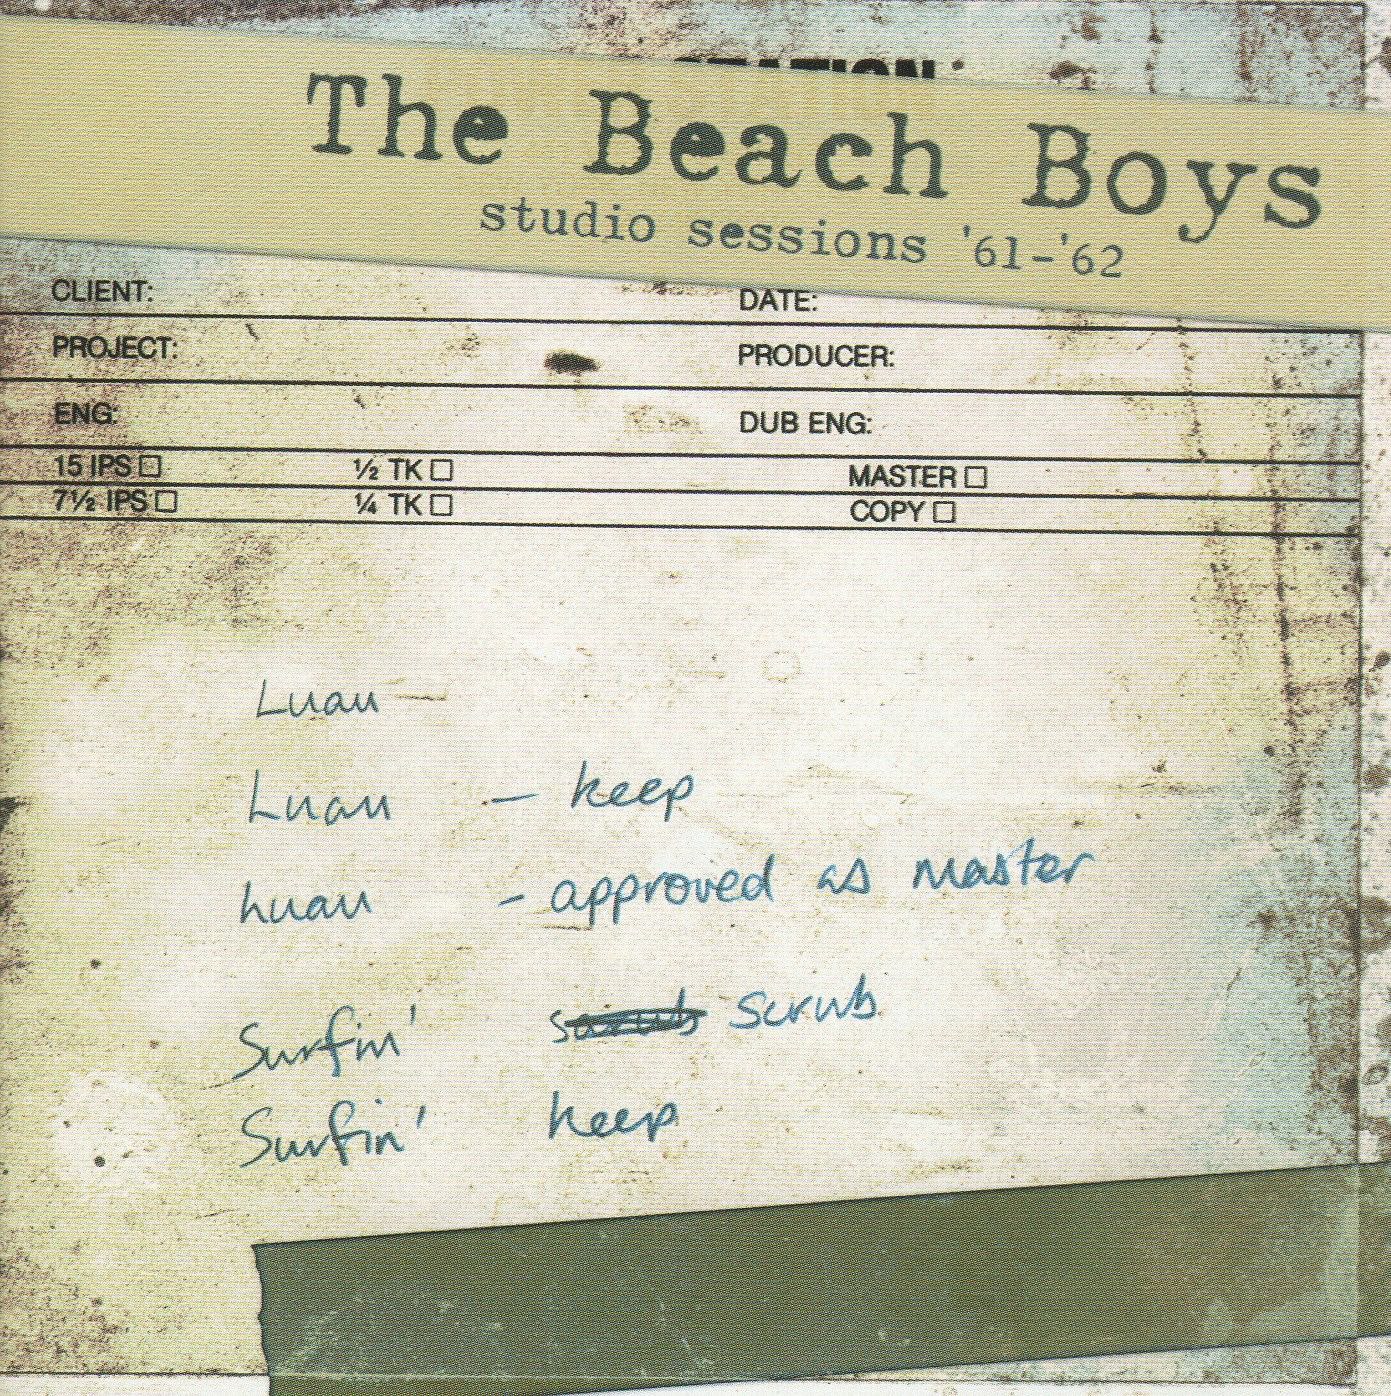 The Beach Boys
studio sessions '61-'62
CLIENT: DATE:
PROJECT: PRODUCER:
ENG: DUB ENG:
15 IPS ½ TK MASTER
7½ IPS ¼ TK COPY
Luau
Luau - keep
Luau - approved as Master
Surfin' Scrub
Surfin' keep